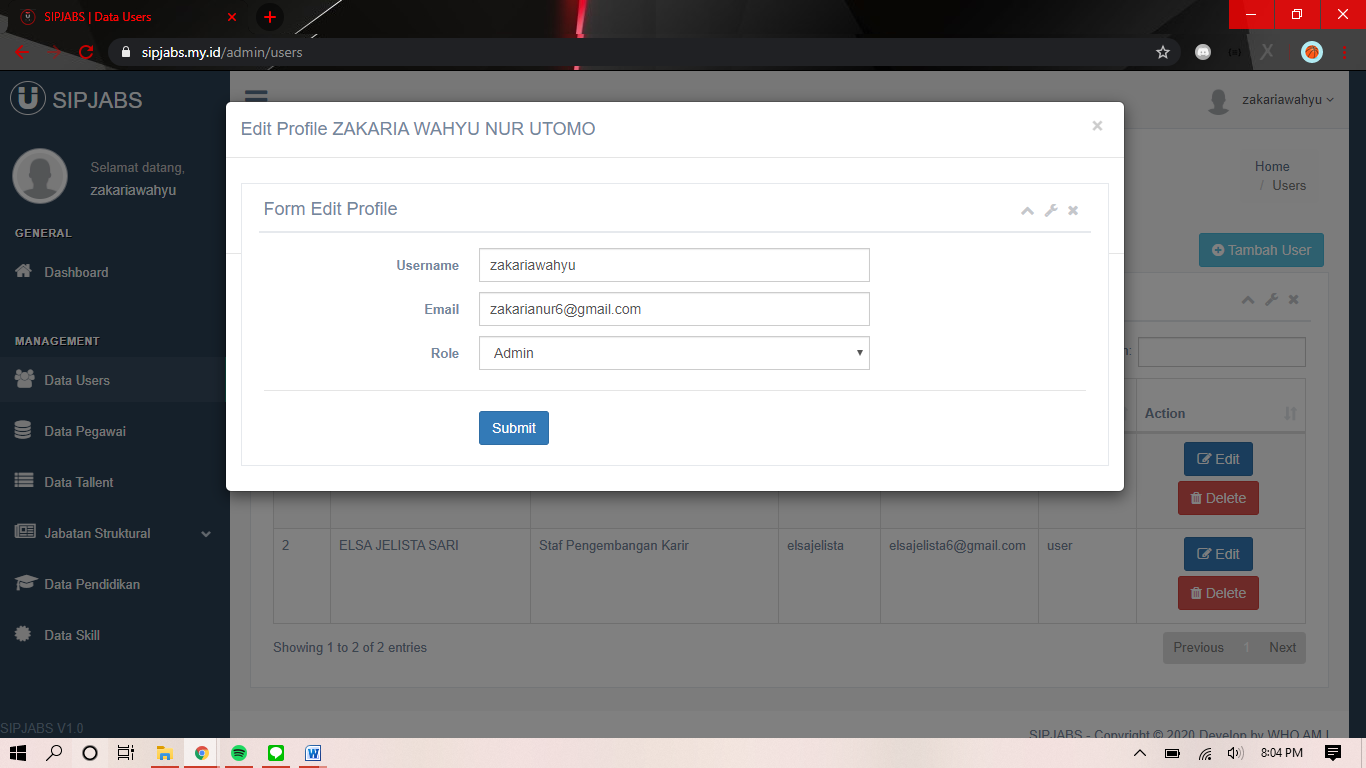 SIPJABS | Data Users
sipjabs.my.id/admin/users
SIPJABS
zakariawahyu
Edit Profile ZAKARIA WAHYU NUR UTOMO
Selamat datang,
zakariawahyu
Home
/ Users
Form Edit Profile
GENERAL
Dashboard
Tambah User
Username zakariawahyu
Email zakarianur6@gmail.com
Role Admin
MANAGEMENT
Data Users
Data Pegawai
Data Tallent
Jabatan Struktural
Data Pendidikan
Data Skill
Submit
Action
Edit
Delete
2 ELSA JELISTA SARI Staf Pengembangan Karir elsajelista elsajelista6@gmail.com user
Edit
Delete
Showing 1 to 2 of 2 entries
Previous 1 Next
SIPJABS V1.0
SIPJABS - Copyright © 2020 Develop by WHO AM I
8:04 PM